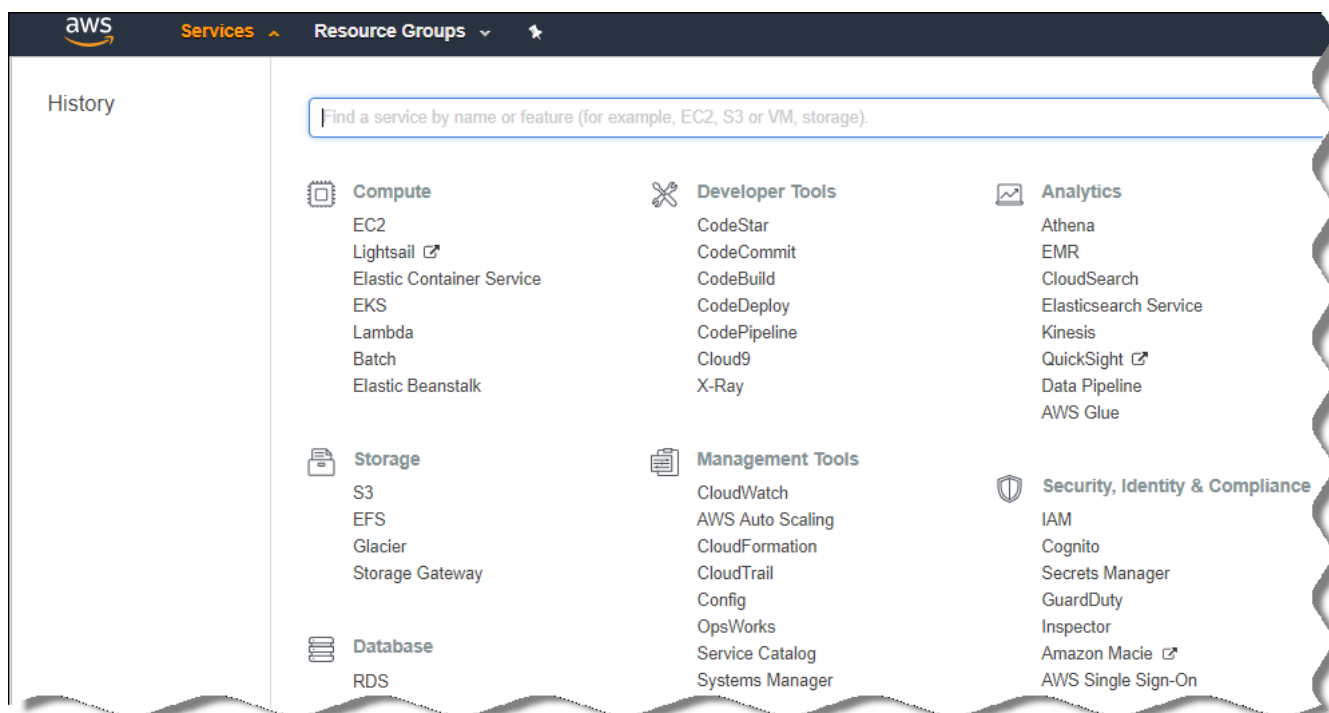 aws Services Resource Groups
History
Find a service by name or feature (for example, EC2, S3 or VM, storage).
Compute
EC2
Lightsail
Elastic Container Service
EKS
Lambda
Batch
Elastic Beanstalk
Storage
S3
EFS
Glacier
Storage Gateway
Database
RDS
Developer Tools
CodeStar
CodeCommit
CodeBuild
CodeDeploy
CodePipeline
Cloud9
X-Ray
Management Tools
CloudWatch
AWS Auto Scaling
CloudFormation
CloudTrail
Config
OpsWorks
Service Catalog
Systems Manager
Analytics
Athena
EMR
CloudSearch
Elasticsearch Service
Kinesis
QuickSight
Data Pipeline
AWS Glue
Security, Identity & Compliance
IAM
Cognito
Secrets Manager
GuardDuty
Inspector
Amazon Macie
AWS Single Sign-On